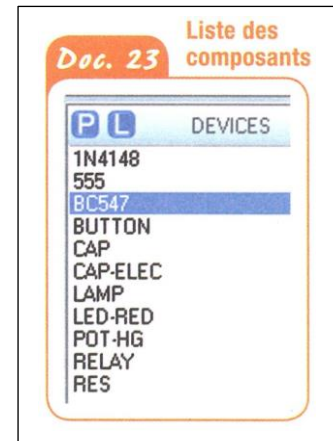 Liste des
Doc. 23 composants
P L DEVICES
1N4148
555
BC547
BUTTON
CAP
CAP-ELEC
LAMP
LED-RED
POT-HG
RELAY
RES